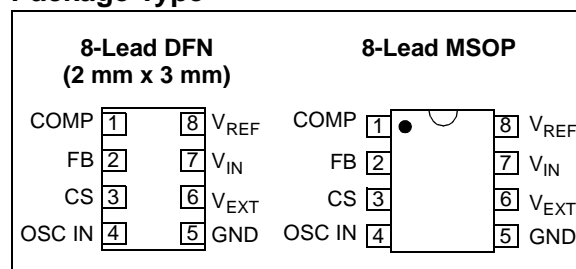 8-Lead DFN
(2 mm x 3 mm)
COMP 1 8 VREF
FB 2 7 VIN
CS 3 6 VEXT
OSC IN 4 5 GND
8-Lead MSOP
COMP 1 8 VREF
FB 2 7 VIN
CS 3 6 VEXT
OSC IN 4 5 GND